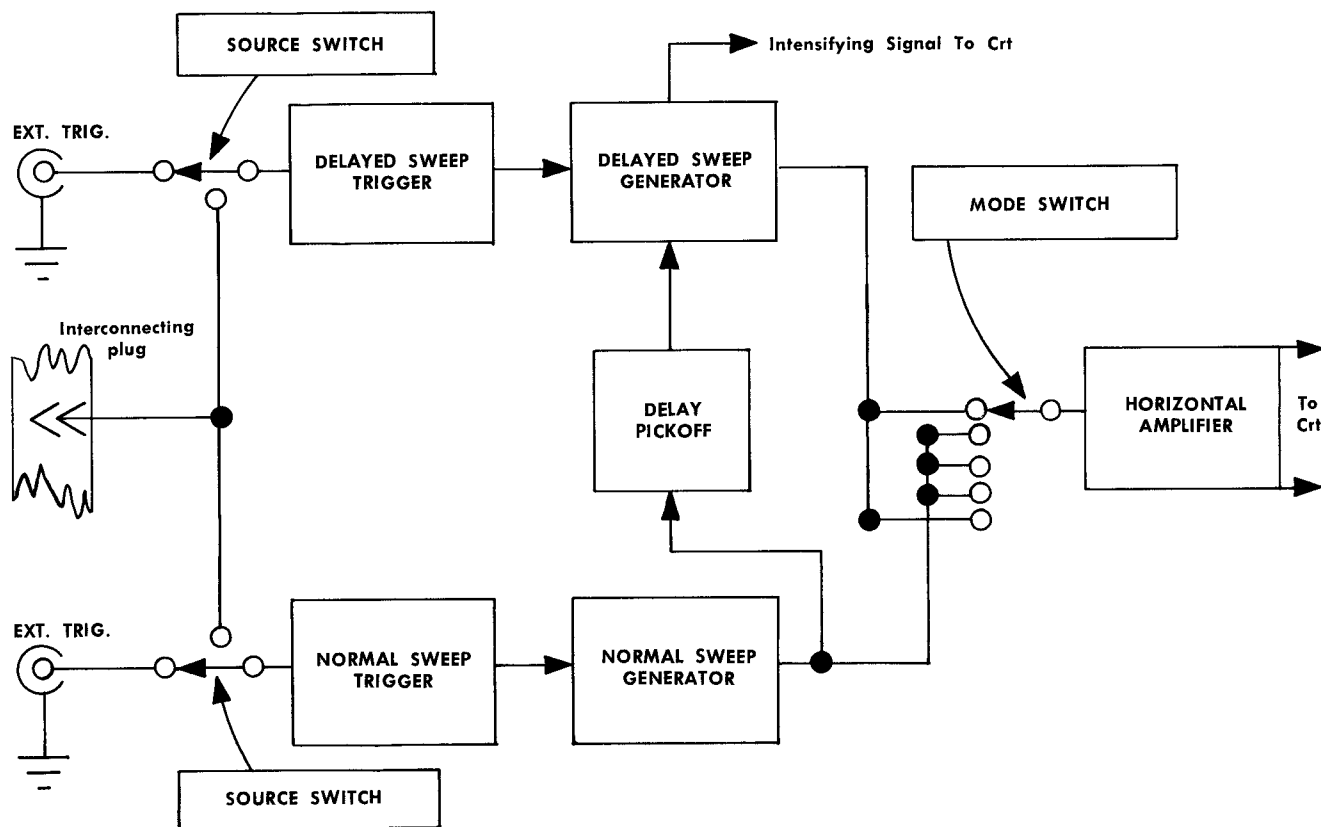 SOURCE SWITCH
Intensifying Signal To Crt
EXT. TRIG.
DELAYED SWEEP
TRIGGER
DELAYED SWEEP
GENERATOR
MODE SWITCH
Interconnecting
plug
DELAY
PICKOFF
HORIZONTAL
AMPLIFIER
To
Crt
EXT. TRIG.
NORMAL SWEEP
TRIGGER
NORMAL SWEEP
GENERATOR
SOURCE SWITCH